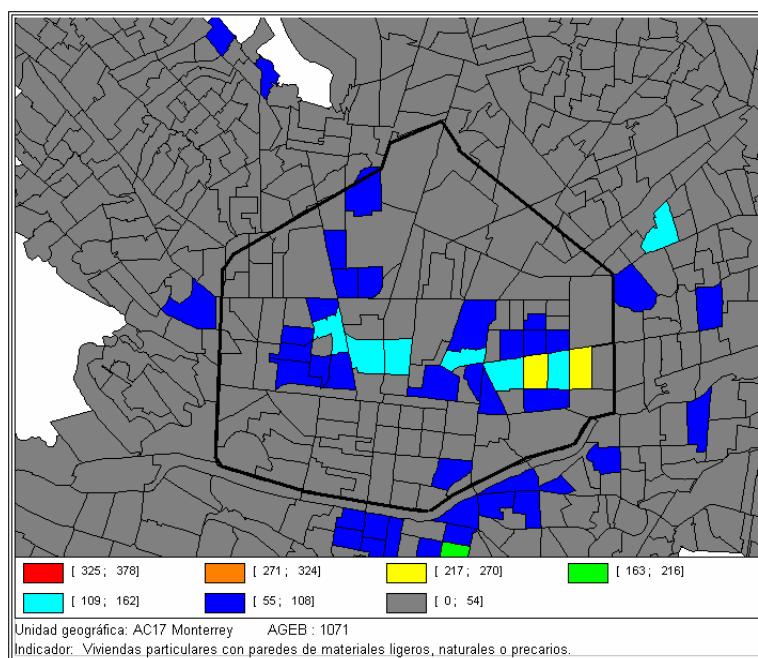 [ 325 ; 378] [ 271 ; 324] [ 217 ; 270] [ 163 ; 216]
[ 109 ; 162] [ 55 ; 108] [ 0 ; 54]
Unidad geográfica: AC17 Monterrey AGEB : 1071
Indicador: Viviendas particulares con paredes de materiales ligeros, naturales o precarios.